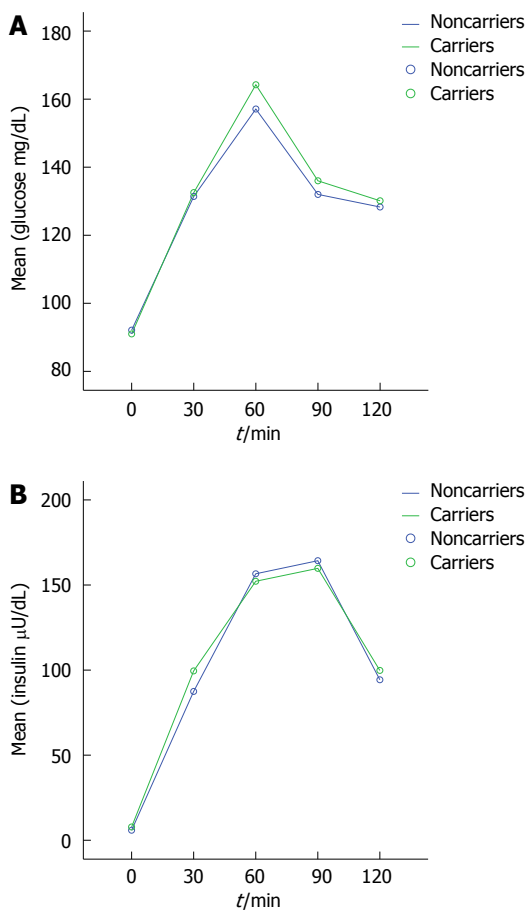 A
Noncarriers
Carriers
Noncarriers
Carriers
Mean (glucose mg/dL)
180
160
140
120
100
80
0 30 60 90 120
t/min
B
Noncarriers
Carriers
Noncarriers
Carriers
Mean (insulin μU/dL)
200
150
100
50
0
0 30 60 90 120
t/min